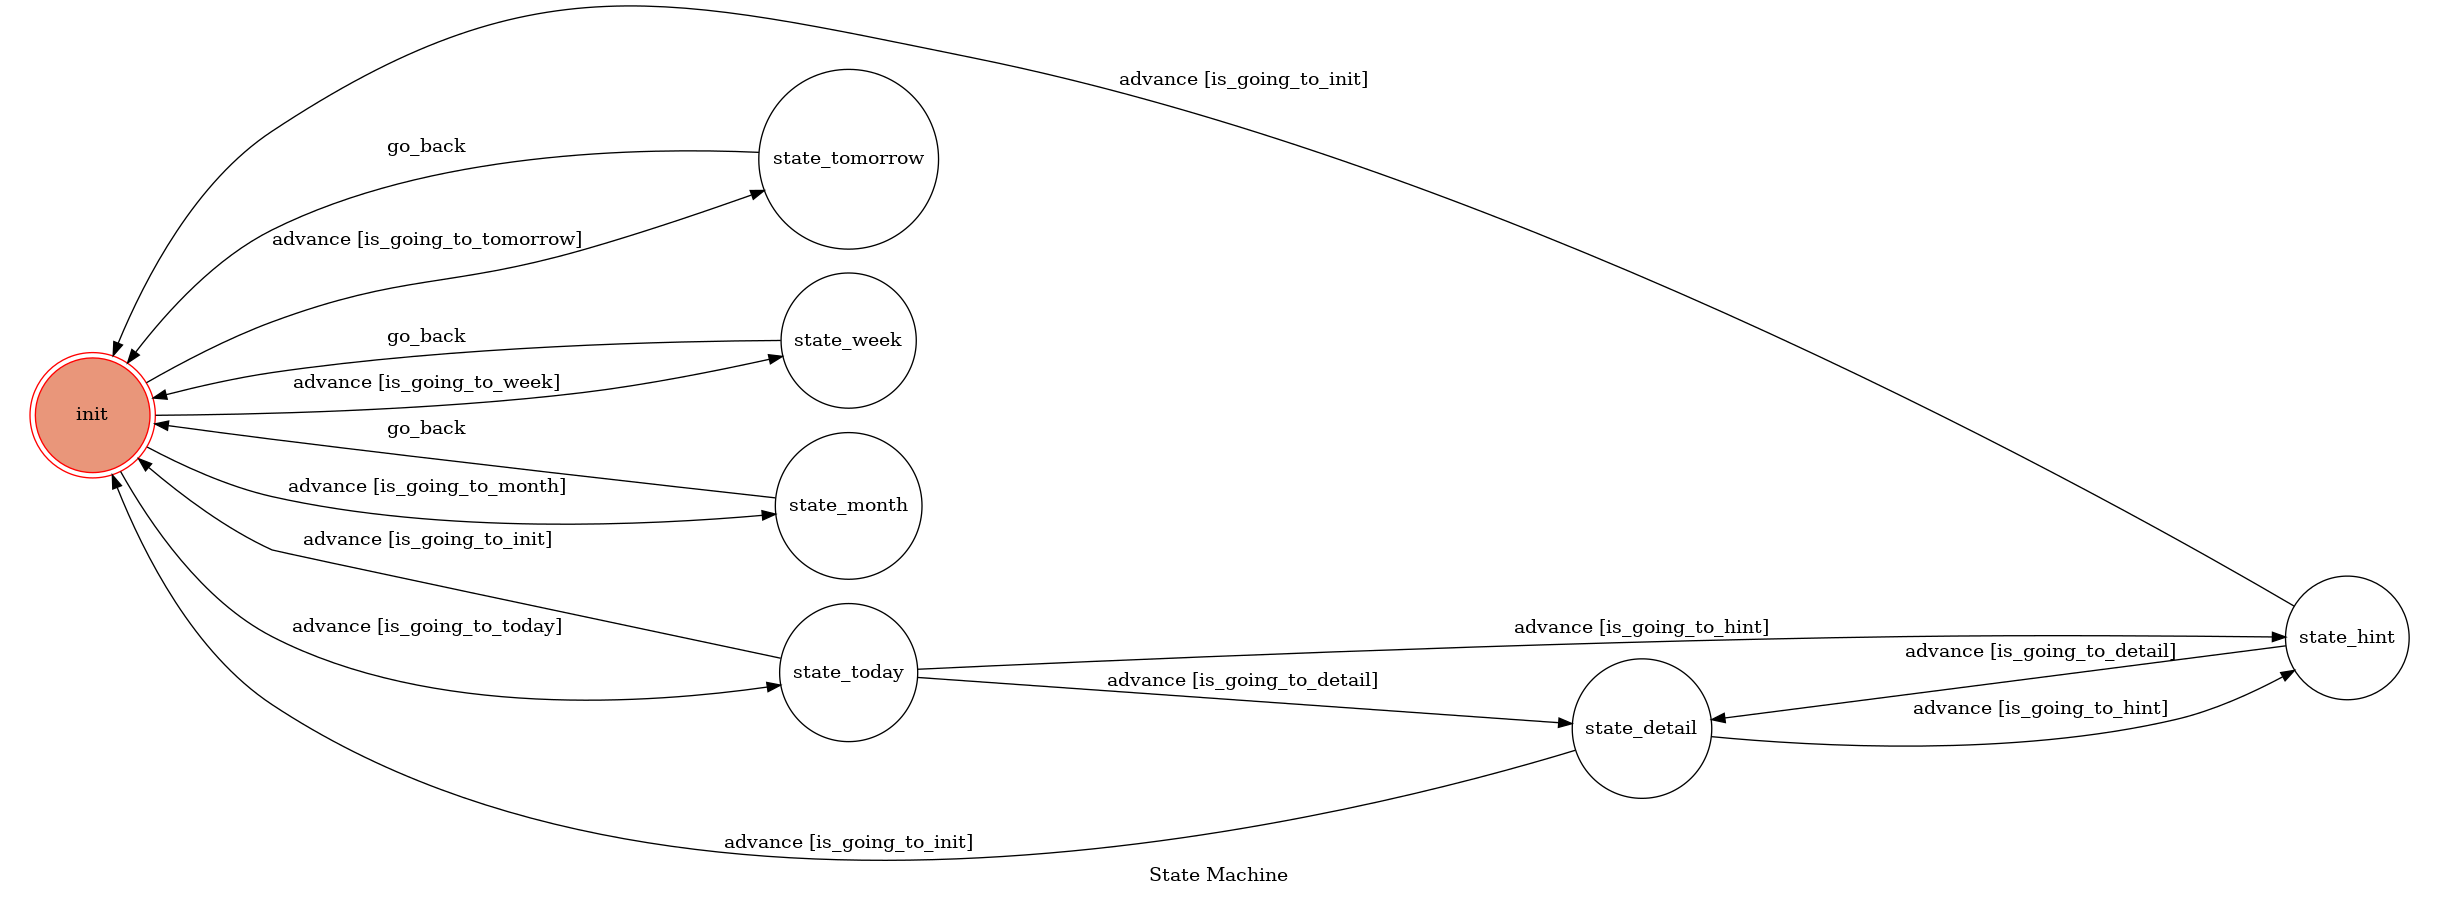 advance [is_going_to_init]
go_back
state_tomorrow
advance [is_going_to_tomorrow]
go_back
state_week
advance [is_going_to_week]
init
go_back
advance [is_going_to_month]
state_month
advance [is_going_to_init]
advance [is_going_to_today]
advance [is_going_to_hint]
state_hint
advance [is_going_to_detail]
state_today
advance [is_going_to_detail]
advance [is_going_to_hint]
state_detail
advance [is_going_to_init]
State Machine